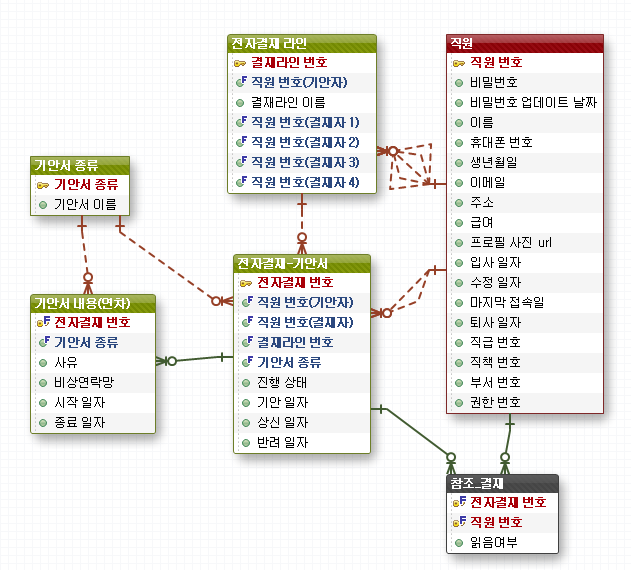 전자결재 라인
결재라인 번호
직원 번호(기안자)
결재라인 이름
직원 번호(결재자 1)
직원 번호(결재자 2)
직원 번호(결재자 3)
직원 번호(결재자 4)
직원
직원 번호
비밀번호
비밀번호 업데이트 날짜
이름
휴대폰 번호
생년월일
이메일
주소
급여
프로필 사진 url
입사 일자
수정 일자
마지막 접속일
퇴사 일자
직급 번호
직책 번호
부서 번호
권한 번호
기안서 종류
기안서 종류
기안서 이름
전자결재-기안서
전자결재 번호
직원 번호(기안자)
직원 번호(결재자)
결재라인 번호
기안서 종류
진행 상태
기안 일자
상신 일자
반려 일자
기안서 내용(연차)
전자결재 번호
기안서 종류
사유
비상연락망
시작 일자
종료 일자
참조_결재
전자결재 번호
직원 번호
읽음여부